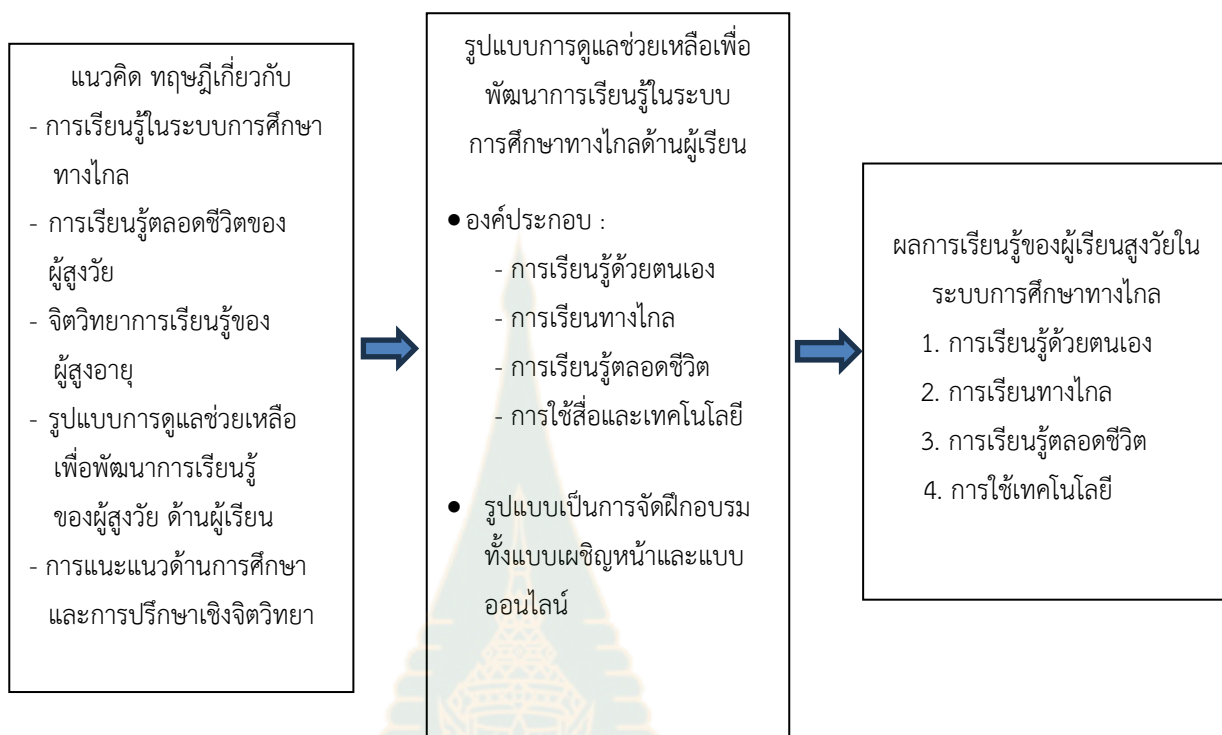 แนวคิด ทฤษฎีเกี่ยวกับ
- การเรียนรู้ในระบบการศึกษา
ทางไกล
- การเรียนรู้ตลอดชีวิตของ
ผู้สูงวัย
- จิตวิทยาการเรียนรู้ของ
ผู้สูงอายุ
- รูปแบบการดูแลช่วยเหลือ
เพื่อพัฒนาการเรียนรู้
ของผู้สูงวัย ด้านผู้เรียน
- การแนะแนวด้านการศึกษา
และการปรึกษาเชิงจิตวิทยา
รูปแบบการดูแลช่วยเหลือเพื่อ
พัฒนาการเรียนรู้ในระบบ
การศึกษาทางไกลด้านผู้เรียน
● องค์ประกอบ :
- การเรียนรู้ด้วยตนเอง
- การเรียนทางไกล
- การเรียนรู้ตลอดชีวิต
- การใช้สื่อและเทคโนโลยี
● รูปแบบเป็นการจัดฝึกอบรม
ทั้งแบบเผชิญหน้าและแบบ
ออนไลน์
ผลการเรียนรู้ของผู้เรียนสูงวัยใน
ระบบการศึกษาทางไกล
1. การเรียนรู้ด้วยตนเอง
2. การเรียนทางไกล
3. การเรียนรู้ตลอดชีวิต
4. การใช้เทคโนโลยี